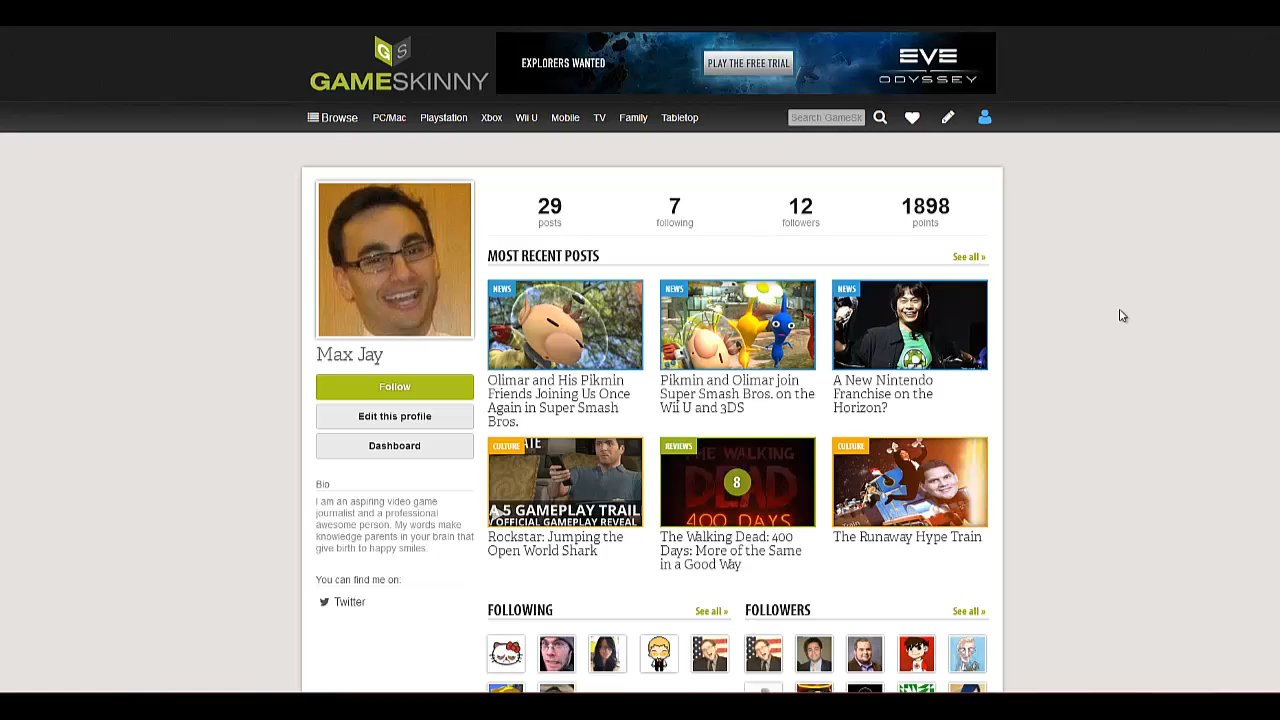 GS
GAMESKINNY
EXPLORERS WANTED
PLAY THE FREE TRIAL
EVE
ODYSSEY
Browse
PC/Mac
Playstation
Xbox
Wii U
Mobile
TV
Family
Tabletop
Search GameSk
29
posts
7
following
12
followers
1898
points
MOST RECENT POSTS
See all »
NEWS
NEWS
NEWS
Max Jay
Follow
Edit this profile
Dashboard
Olimar and His Pikmin
Friends Joining Us Once
Again in Super Smash
Bros.
Pikmin and Olimar join
Super Smash Bros. on the
Wii U and 3DS
A New Nintendo
Franchise on the
Horizon?
CULTURE
ATE
A 5 GAMEPLAY TRAIL
OFFICIAL GAMEPLAY REVEAL
REVIEWS
THE WALKING
DEAD
8
400 DAYS
CULTURE
Rockstar: Jumping the
Open World Shark
The Walking Dead: 400
Days: More of the Same
in a Good Way
The Runaway Hype Train
Bio
I am an aspiring video game
journalist and a professional
awesome person. My words make
knowledge parents in your brain that
give birth to happy smiles.
You can find me on:
Twitter
FOLLOWING
See all »
FOLLOWERS
See all »